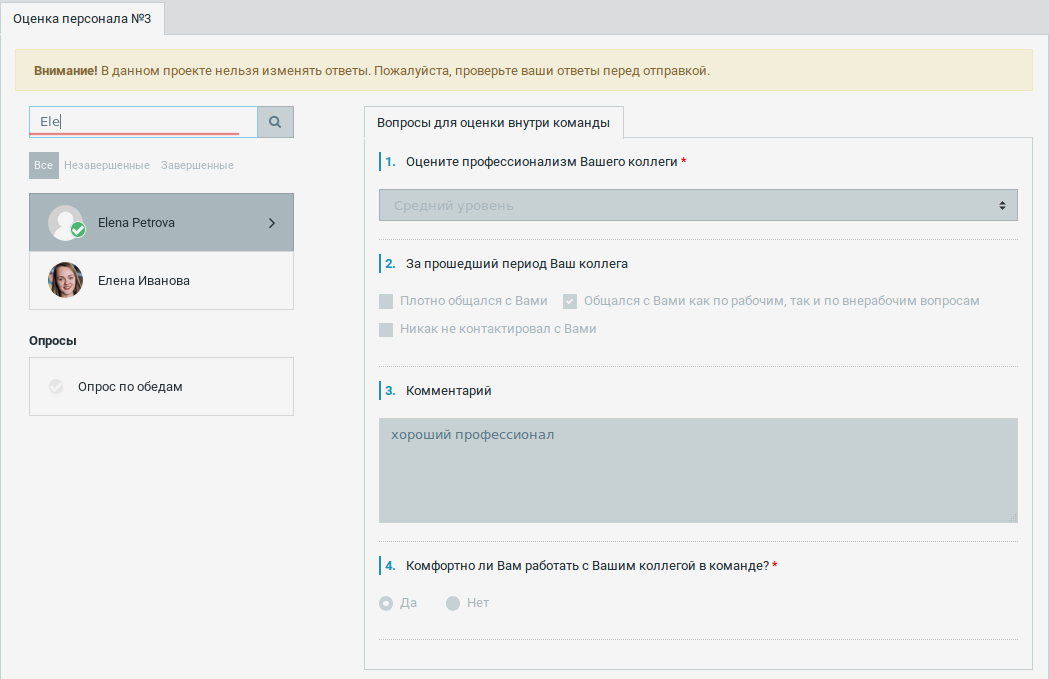 Оценка персонала №3
Внимание! В данном проекте нельзя изменять ответы. Пожалуйста, проверьте ваши ответы перед отправкой.
Ele
Все Незавершенные Завершенные
Elena Petrova
Елена Иванова
Опросы
Опрос по обедам
Вопросы для оценки внутри команды
1. Оцените профессионализм Вашего коллеги *
Средний уровень
2. За прошедший период Ваш коллега
Плотно общался с Вами Общался с Вами как по рабочим, так и по внерабочим вопросам
Никак не контактировал с Вами
3. Комментарий
хороший профессионал
4. Комфортно ли Вам работать с Вашим коллегой в команде? *
Да Нет